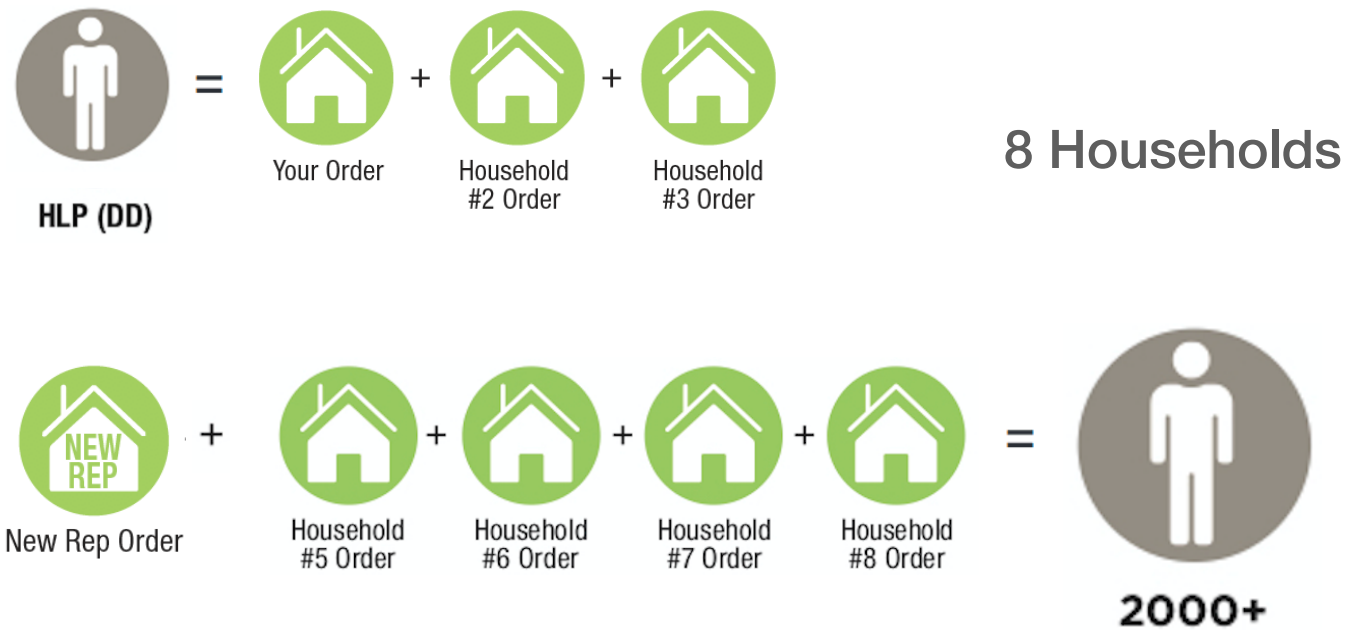 =
+
+
Your Order
Household
#2 Order
Household
#3 Order
8 Households
HLP (DD)
NEW
REP
+
+
+
+
=
New Rep Order
Household
#5 Order
Household
#6 Order
Household
#7 Order
Household
#8 Order
2000+